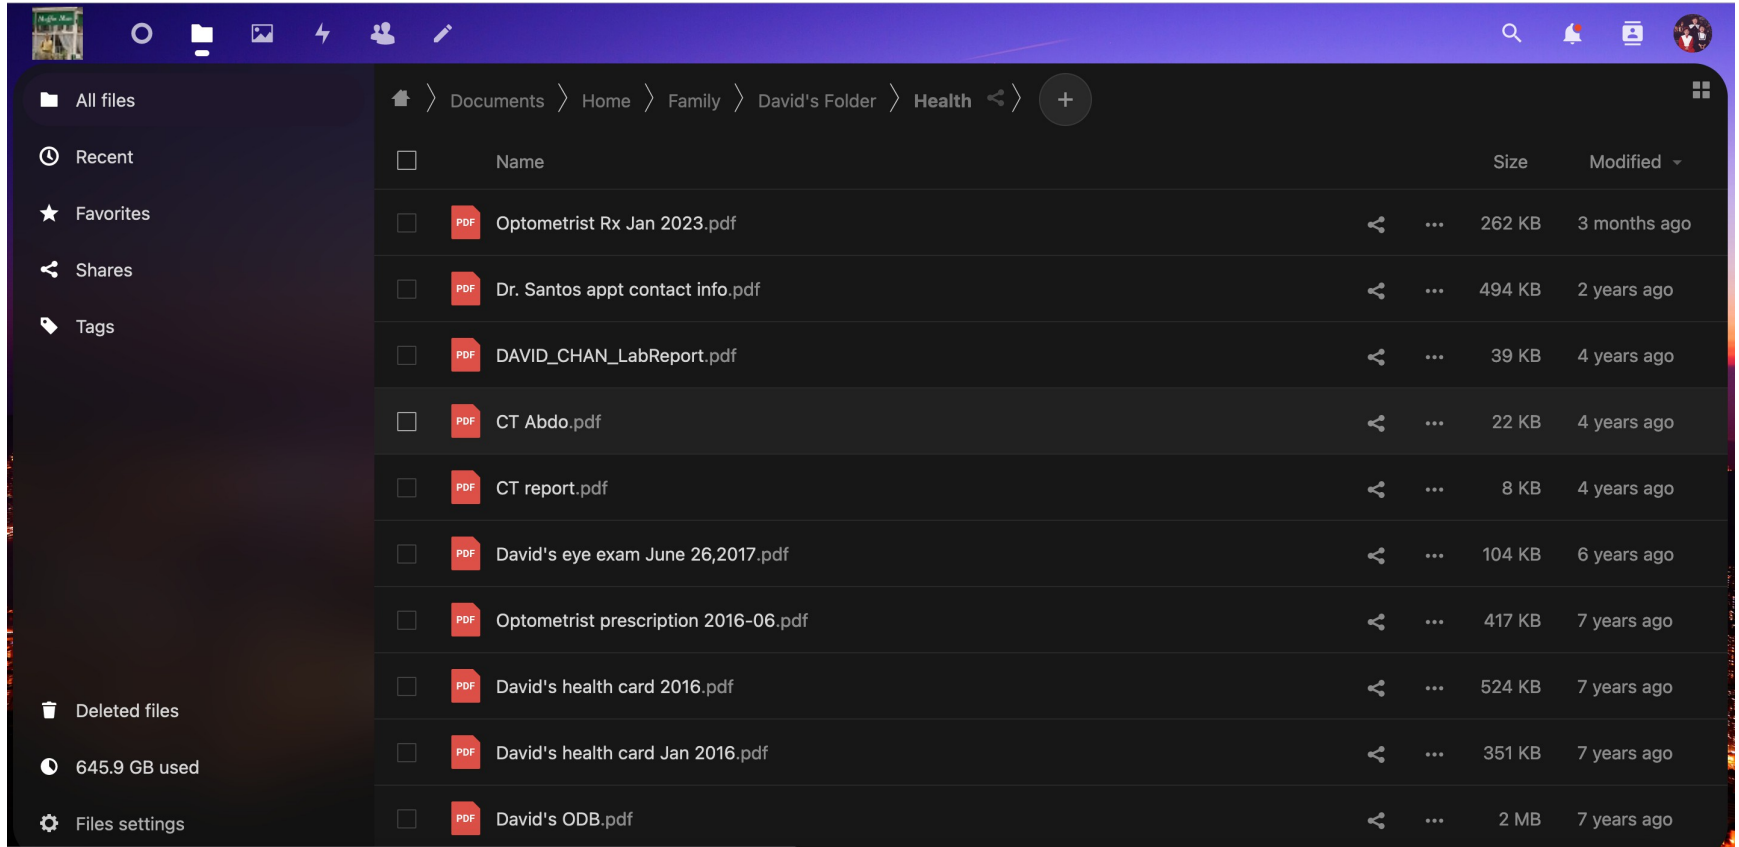 Muffin Man
All files
Recent
Favorites
Shares
Tags
Deleted files
645.9 GB used
Files settings
Documents Home Family David's Folder Health +
Name Size Modified
PDF Optometrist Rx Jan 2023.pdf 262 KB 3 months ago
PDF Dr. Santos appt contact info.pdf 494 KB 2 years ago
PDF DAVID_CHAN_LabReport.pdf 39 KB 4 years ago
PDF CT Abdo.pdf 22 KB 4 years ago
PDF CT report.pdf 8 KB 4 years ago
PDF David's eye exam June 26,2017.pdf 104 KB 6 years ago
PDF Optometrist prescription 2016-06.pdf 417 KB 7 years ago
PDF David's health card 2016.pdf 524 KB 7 years ago
PDF David's health card Jan 2016.pdf 351 KB 7 years ago
PDF David's ODB.pdf 2 MB 7 years ago